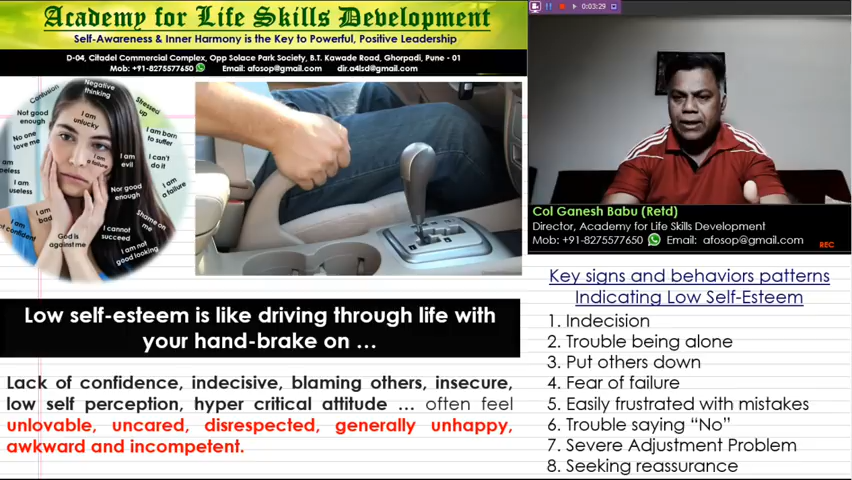 Academy for Life Skills Development
Self-Awareness & Inner Harmony is the Key to Powerful, Positive Leadership
D-04, Citadel Commercial Complex, Opp Solace Park Society, B.T. Kawade Road, Ghorpadi, Pune - 01
Mob: +91-8275577650 Email: afosop@gmail.com dir.a4lsd@gmail.com
00:03:29
Confusion
Negative
thinking
Stressed
up
Not good
enough
I am
unlucky
I am born
to suffer
No one
love me
I am
a failure
I am
evil
I can't
do it
I am
useless
Not good
enough
I am
a failure
I am
bad
Shame on
me
God is
against me
I cannot
succeed
I am not
good looking
Col Ganesh Babu (Retd)
Director, Academy for Life Skills Development
Mob: +91-8275577650 Email: afosop@gmail.com
REC
Low self-esteem is like driving through life with
your hand-brake on …
Lack of confidence, indecisive, blaming others, insecure,
low self perception, hyper critical attitude … often feel
unlovable, uncared, disrespected, generally unhappy,
awkward and incompetent.
Key signs and behaviors patterns
Indicating Low Self-Esteem
1. Indecision
2. Trouble being alone
3. Put others down
4. Fear of failure
5. Easily frustrated with mistakes
6. Trouble saying “No”
7. Severe Adjustment Problem
8. Seeking reassurance